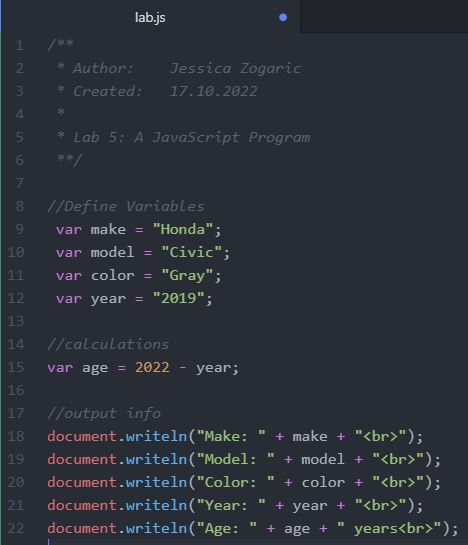 lab.js
1 /**
2  * Author:    Jessica Zogaric
3  * Created:   17.10.2022
4  *
5  * Lab 5: A JavaScript Program
6  **/
7
8 //Define Variables
9  var make = "Honda";
10  var model = "Civic";
11  var color = "Gray";
12  var year = "2019";
13
14 //calculations
15 var age = 2022 - year;
16
17 //output info
18 document.writeln("Make: " + make + "<br>");
19 document.writeln("Model: " + model + "<br>");
20 document.writeln("Color: " + color + "<br>");
21 document.writeln("Year: " + year + "<br>");
22 document.writeln("Age: " + age + " years<br>");